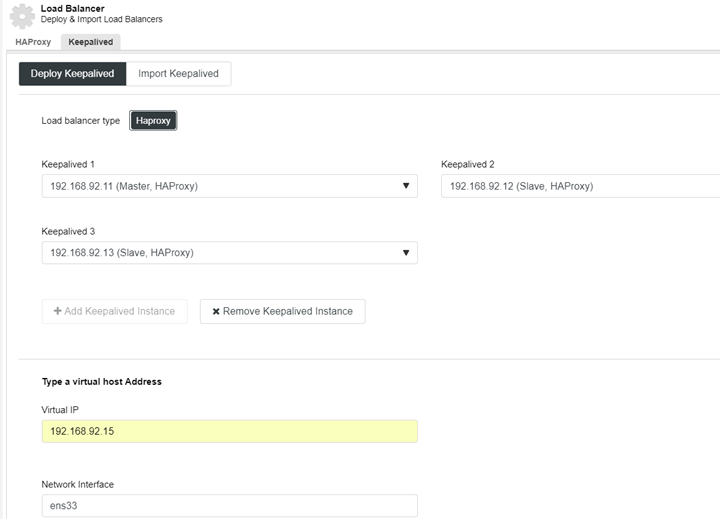 Load Balancer
Deploy & Import Load Balancers
HAProxy Keepalived
Deploy Keepalived Import Keepalived
Load balancer type Haproxy
Keepalived 1 Keepalived 2
192.168.92.11 (Master, HAProxy) 192.168.92.12 (Slave, HAProxy)
Keepalived 3
192.168.92.13 (Slave, HAProxy)
Add Keepalived Instance Remove Keepalived Instance
Type a virtual host Address
Virtual IP
192.168.92.15
Network Interface
ens33